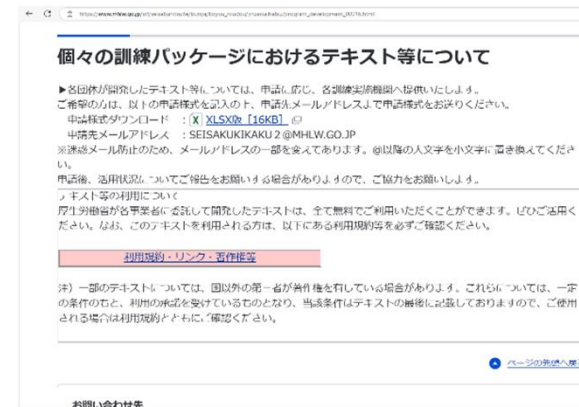 個々の訓練パッケージにおけるテキスト等について
▶各団体が開発したテキスト等については、申請に応じ、各訓練実施機関へ提供いたします。
ご希望の方は、以下の申請様式を記入の上、申請先メールアドレスまで申請様式をお送りください。
申請様式ダウンロード ： XLSX版 [16KB]
申請先メールアドレス ：SEISAKUKIKAKU２@MHLW.GO.JP
※迷惑メール防止のため、メールアドレスの一部を変えてあります。@以降の大文字を小文字に置き換えてくださ
い。
申請後、活用状況についてご報告をお願いする場合がありますので、ご協力をお願いします。
テキスト等の利用について
厚生労働省が各事業者に委託して開発したテキストは、全て無料でご利用いただくことができます。ぜひご活用く
ださい。なお、このテキストを利用される方は、以下にある利用規約等を必ずご確認ください。
利用規約・リンク・著作権等
注）一部のテキストについては、国以外の第三者が著作権を有している場合があります。これらについては、一定
の条件のもと、利用の承諾を受けているものとなり、当該条件はテキストの最後に記載しておりますので、ご使用
される場合は利用規約とともにご確認ください。
ページの先頭へ戻
お問い合わせ先